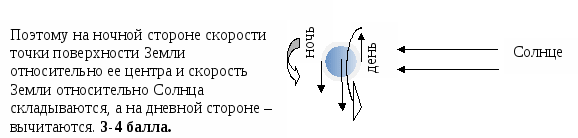 Поэтому на ночной стороне скорости
точки поверхности Земли
относительно ее центра и скорость
Земли относительно Солнца
складываются, а на дневной стороне –
вычитаются. 3-4 балла.
ночь
день
Солнце